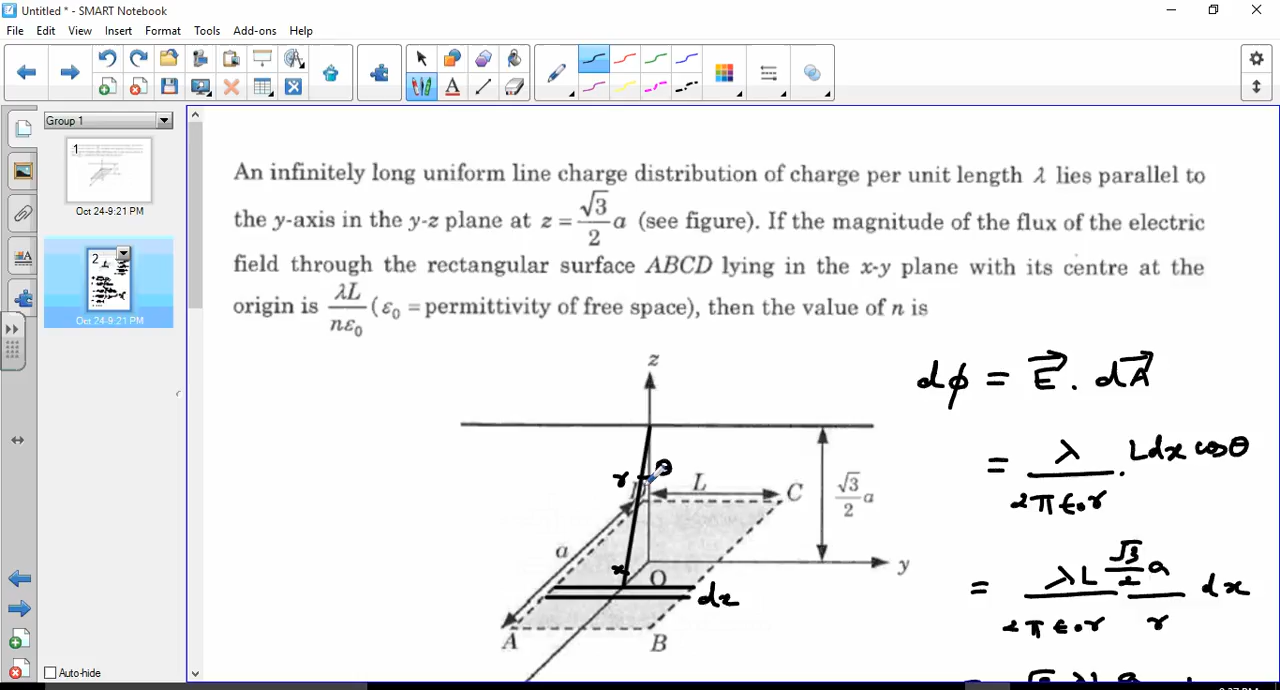 Untitled * - SMART Notebook
File Edit View Insert Format Tools Add-ons Help
Group 1
1
Oct 24-9:21 PM
2
Oct 24-9:21 PM
Auto-hide
An infinitely long uniform line charge distribution of charge per unit length λ lies parallel to
the y-axis in the y-z plane at z = √3/2 a (see figure). If the magnitude of the flux of the electric
field through the rectangular surface ABCD lying in the x-y plane with its centre at the
origin is λL/nε₀ (ε₀ = permittivity of free space), then the value of n is
z
r θ
D L C
√3/2 a
a
x O y
dx
A B
dϕ = E⃗ . dA⃗
= λ/2πϵ₀r . Ldx cosθ
= λL/2πϵ₀r √3/2 a/r dx